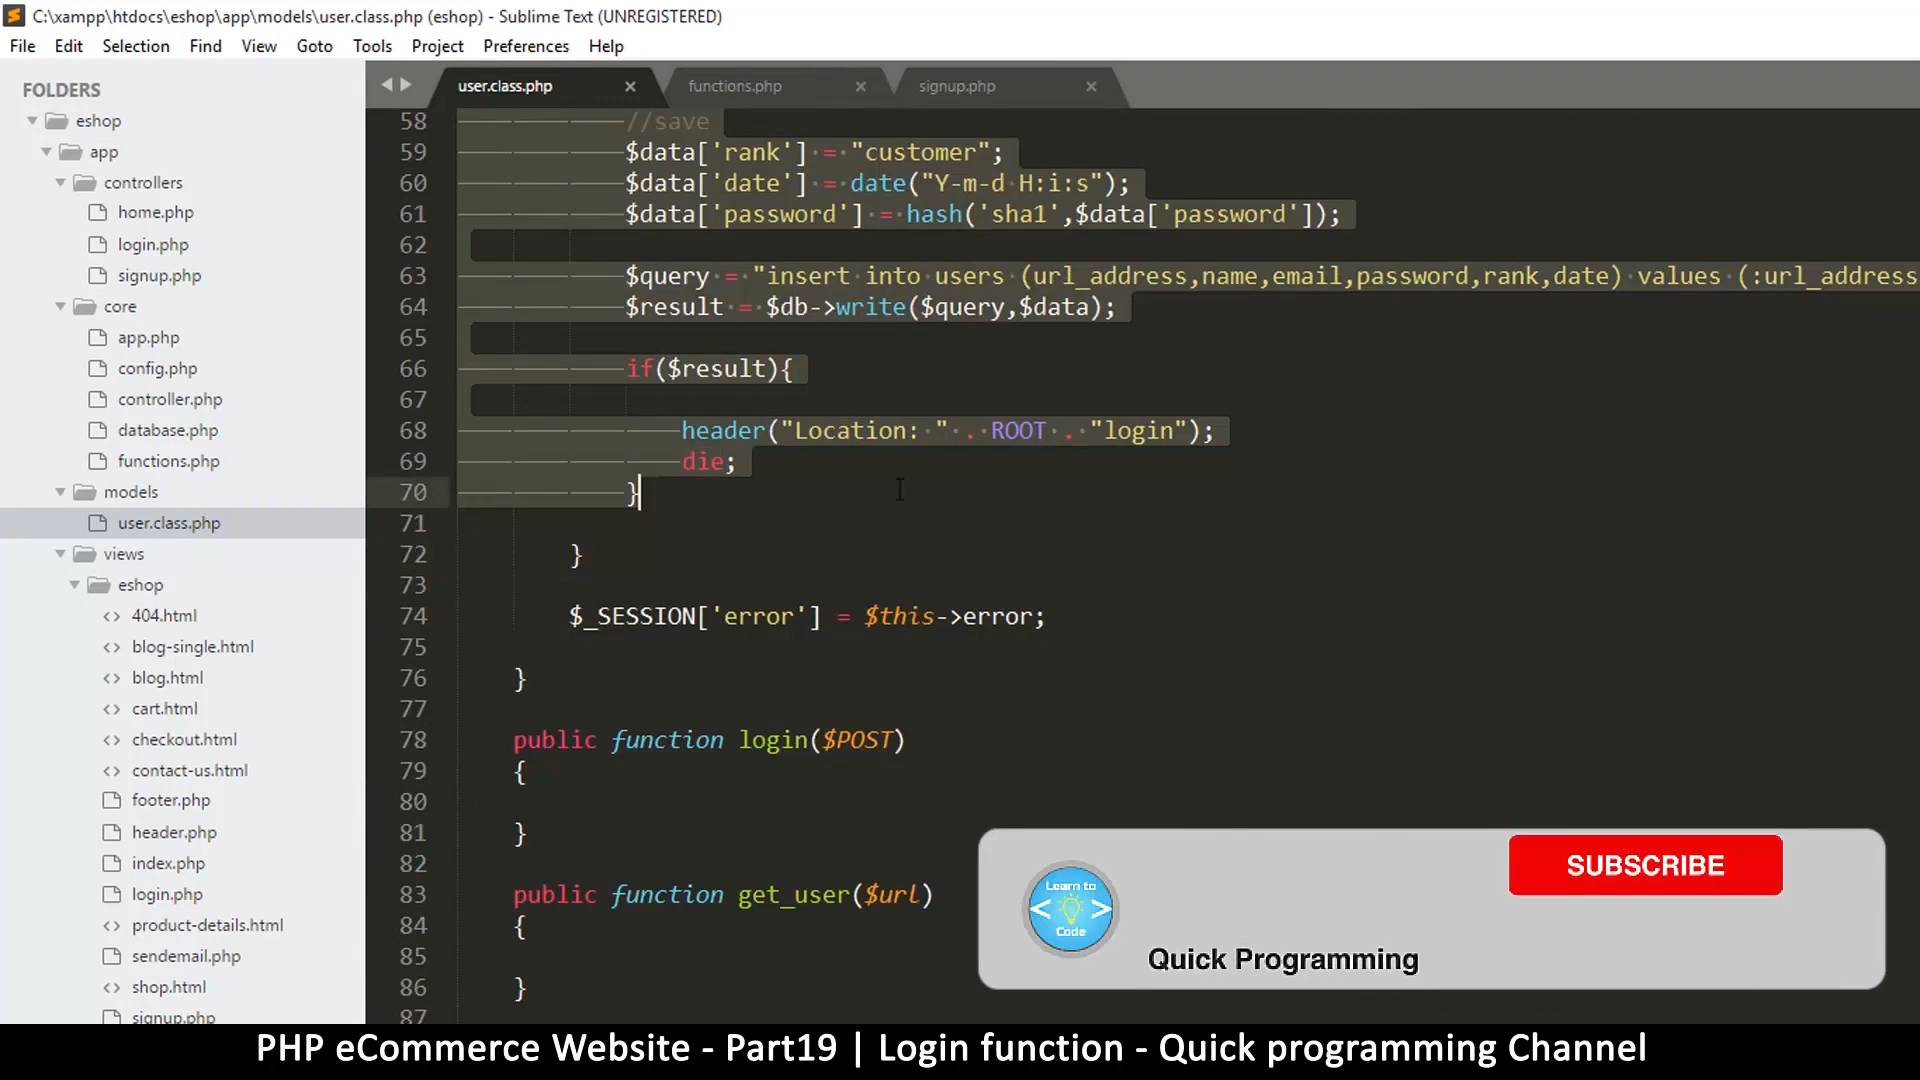 C:\xampp\htdocs\eshop\app\models\user.class.php (eshop) - Sublime Text (UNREGISTERED)
File Edit Selection Find View Goto Tools Project Preferences Help
FOLDERS
eshop
app
controllers
home.php
login.php
signup.php
core
app.php
config.php
controller.php
database.php
functions.php
models
user.class.php
views
eshop
404.html
blog-single.html
blog.html
cart.html
checkout.html
contact-us.html
footer.php
header.php
index.php
login.php
product-details.html
sendemail.php
shop.html
signup.php
user.class.php functions.php signup.php
58 //save
59 $data['rank'] = "customer";
60 $data['date'] = date("Y-m-d H:i:s");
61 $data['password'] = hash('sha1',$data['password']);
62
63 $query = "insert into users (url_address,name,email,password,rank,date) values (:url_address
64 $result = $db->write($query,$data);
65
66 if($result){
67
68 header("Location: " . ROOT . "login");
69 die;
70 }
71
72 }
73
74 $_SESSION['error'] = $this->error;
75
76 }
77
78 public function login($POST)
79 {
80
81 }
82
83 public function get_user($url)
84 {
85
86 }
87
SUBSCRIBE
Learn to
< >
Code
Quick Programming
PHP eCommerce Website - Part19 | Login function - Quick programming Channel